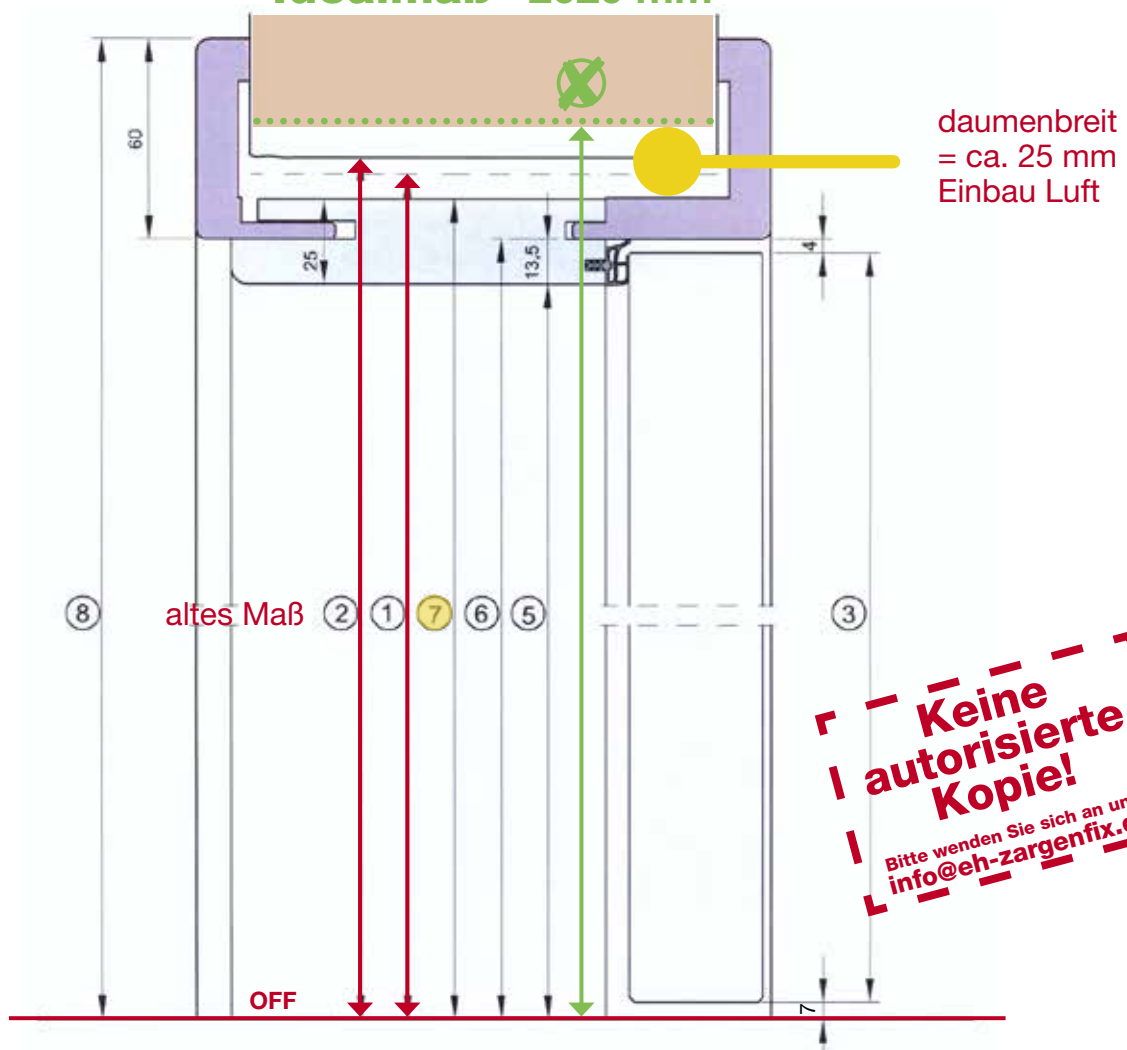 60
daumenbreit
= ca. 25 mm
Einbau Luft
25
13,5
4
8
altes Maß
2
1
7
6
5
3
Keine
autorisierte
Kopie!
Bitte wenden Sie sich an
info@eh-zargenfix.
OFF
7